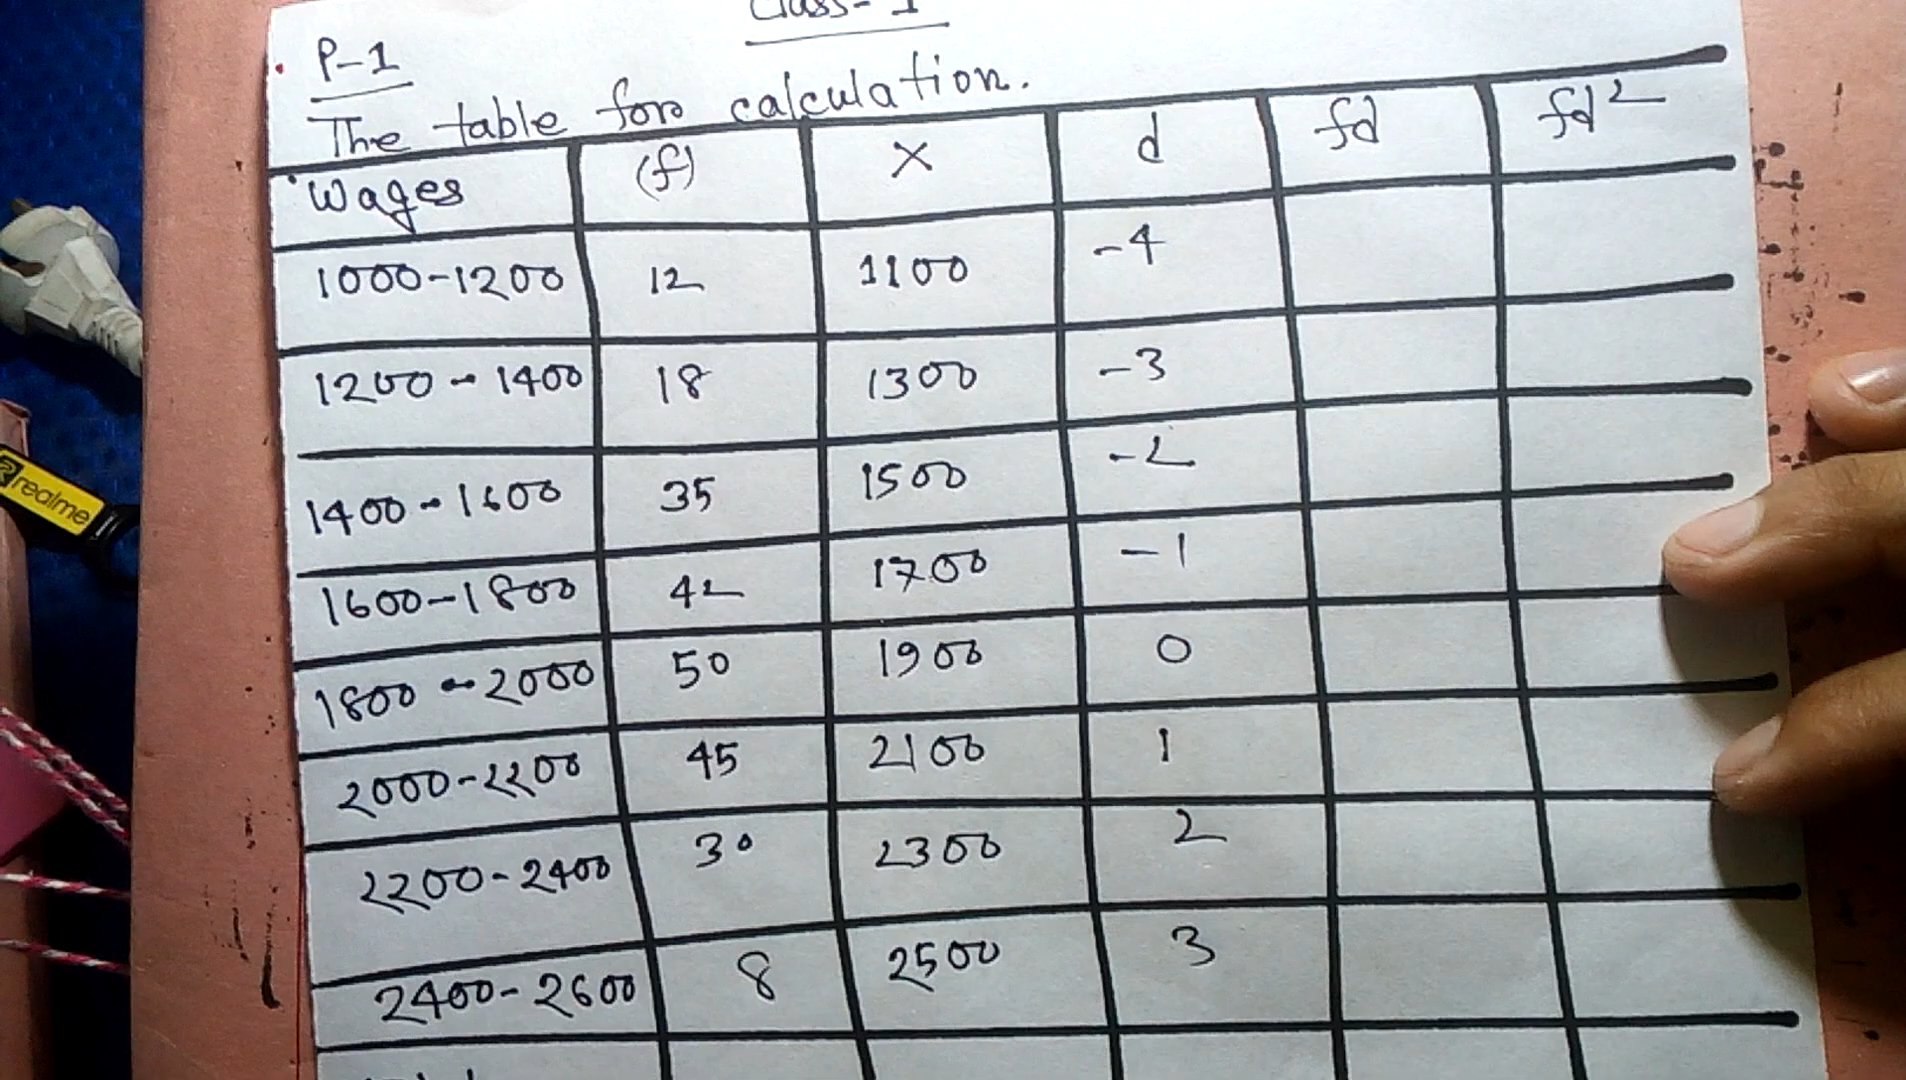 Class-1
P-1
The table for calculation.
Wages (f) X d fd fd²
1000-1200 12 1100 -4
1200-1400 18 1300 -3
1400-1600 35 1500 -2
1600-1800 42 1700 -1
1800-2000 50 1900 0
2000-2200 45 2100 1
2200-2400 30 2300 2
2400-2600 8 2500 3
realme